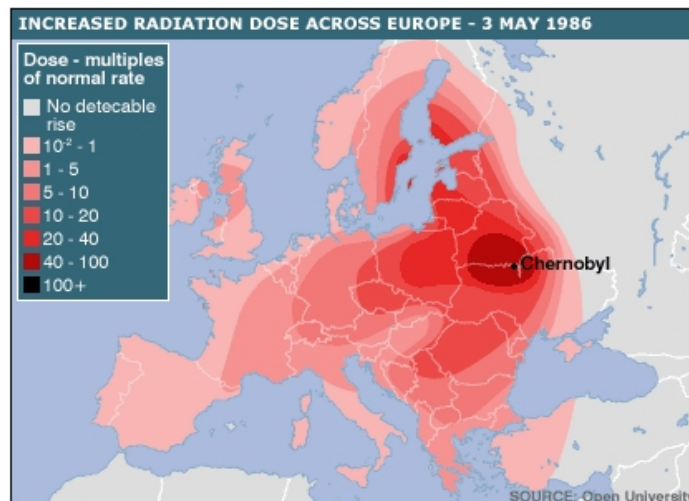 INCREASED RADIATION DOSE ACROSS EUROPE - 3 MAY 1986
Dose - multiples
of normal rate
No detecable
rise
10⁻² - 1
1 - 5
5 - 10
10 - 20
20 - 40
40 - 100
100+
Chernobyl
SOURCE: Open University